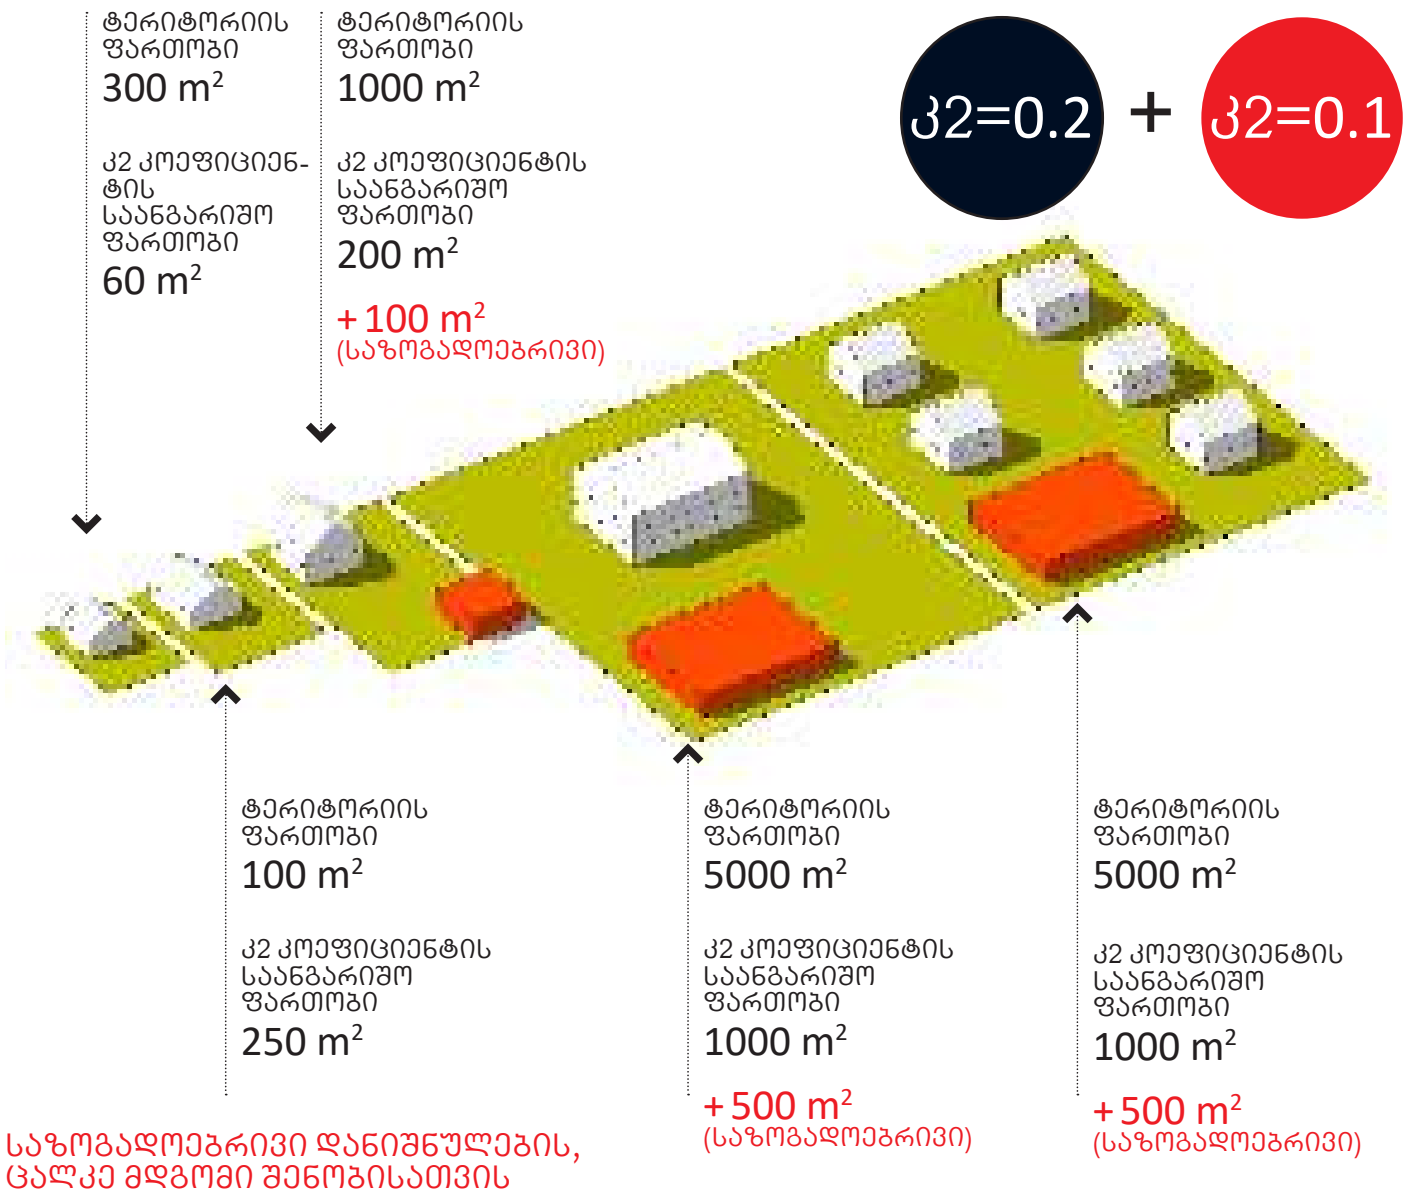 ტერიტორიის
ფართობი
300 m²
კ2 კოეფიციენ-
ტის
საანგარიშო
ფართობი
60 m²
ტერიტორიის
ფართობი
1000 m²
კ2 კოეფიციენტის
საანგარიშო
ფართობი
200 m²
+100 m²
(საზოგადოებრივი)
კ2=0.2 + კ2=0.1
ტერიტორიის
ფართობი
100 m²
კ2 კოეფიციენტის
საანგარიშო
ფართობი
250 m²
ტერიტორიის
ფართობი
5000 m²
კ2 კოეფიციენტის
საანგარიშო
ფართობი
1000 m²
+500 m²
(საზოგადოებრივი)
ტერიტორიის
ფართობი
5000 m²
კ2 კოეფიციენტის
საანგარიშო
ფართობი
1000 m²
+500 m²
(საზოგადოებრივი)
საზოგადოებრივი დანიშნულების,
ცალკე მდგომი შენობისათვის